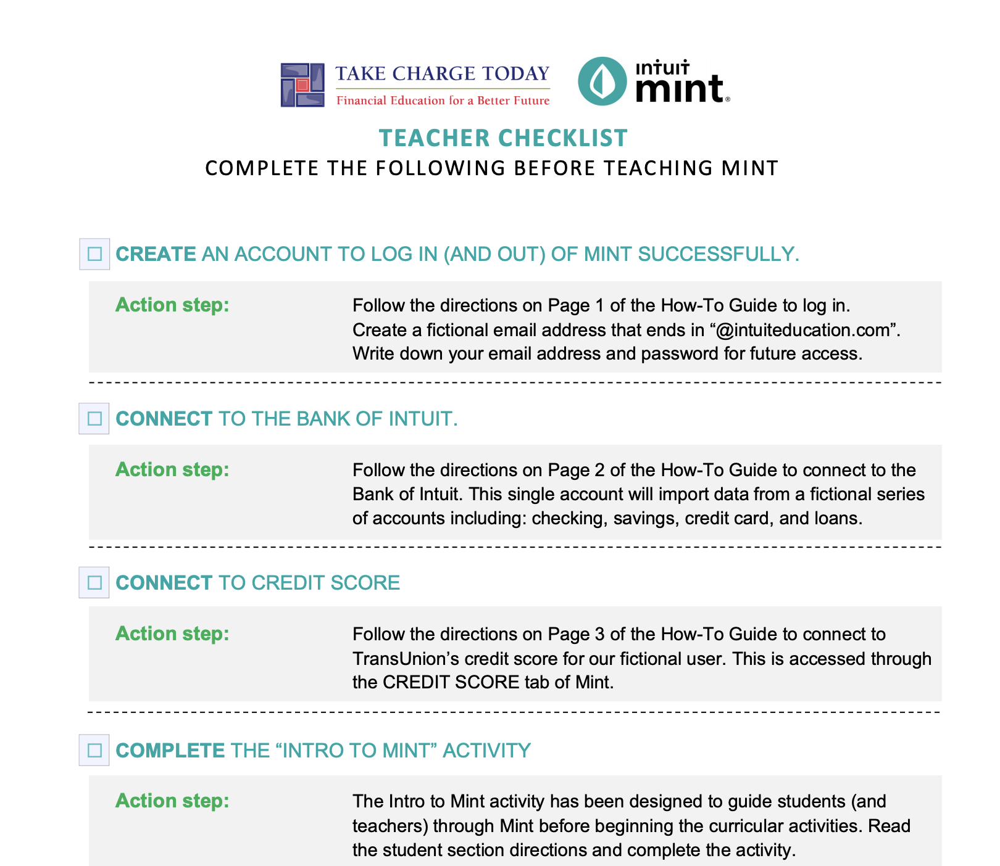 TAKE CHARGE TODAY
Financial Education for a Better Future
intuit
mint®
TEACHER CHECKLIST
COMPLETE THE FOLLOWING BEFORE TEACHING MINT
CREATE AN ACCOUNT TO LOG IN (AND OUT) OF MINT SUCCESSFULLY.
Action step:
Follow the directions on Page 1 of the How-To Guide to log in.
Create a fictional email address that ends in “@intuiteducation.com”.
Write down your email address and password for future access.
CONNECT TO THE BANK OF INTUIT.
Action step:
Follow the directions on Page 2 of the How-To Guide to connect to the
Bank of Intuit. This single account will import data from a fictional series
of accounts including: checking, savings, credit card, and loans.
CONNECT TO CREDIT SCORE
Action step:
Follow the directions on Page 3 of the How-To Guide to connect to
TransUnion’s credit score for our fictional user. This is accessed through
the CREDIT SCORE tab of Mint.
COMPLETE THE “INTRO TO MINT” ACTIVITY
Action step:
The Intro to Mint activity has been designed to guide students (and
teachers) through Mint before beginning the curricular activities. Read
the student section directions and complete the activity.